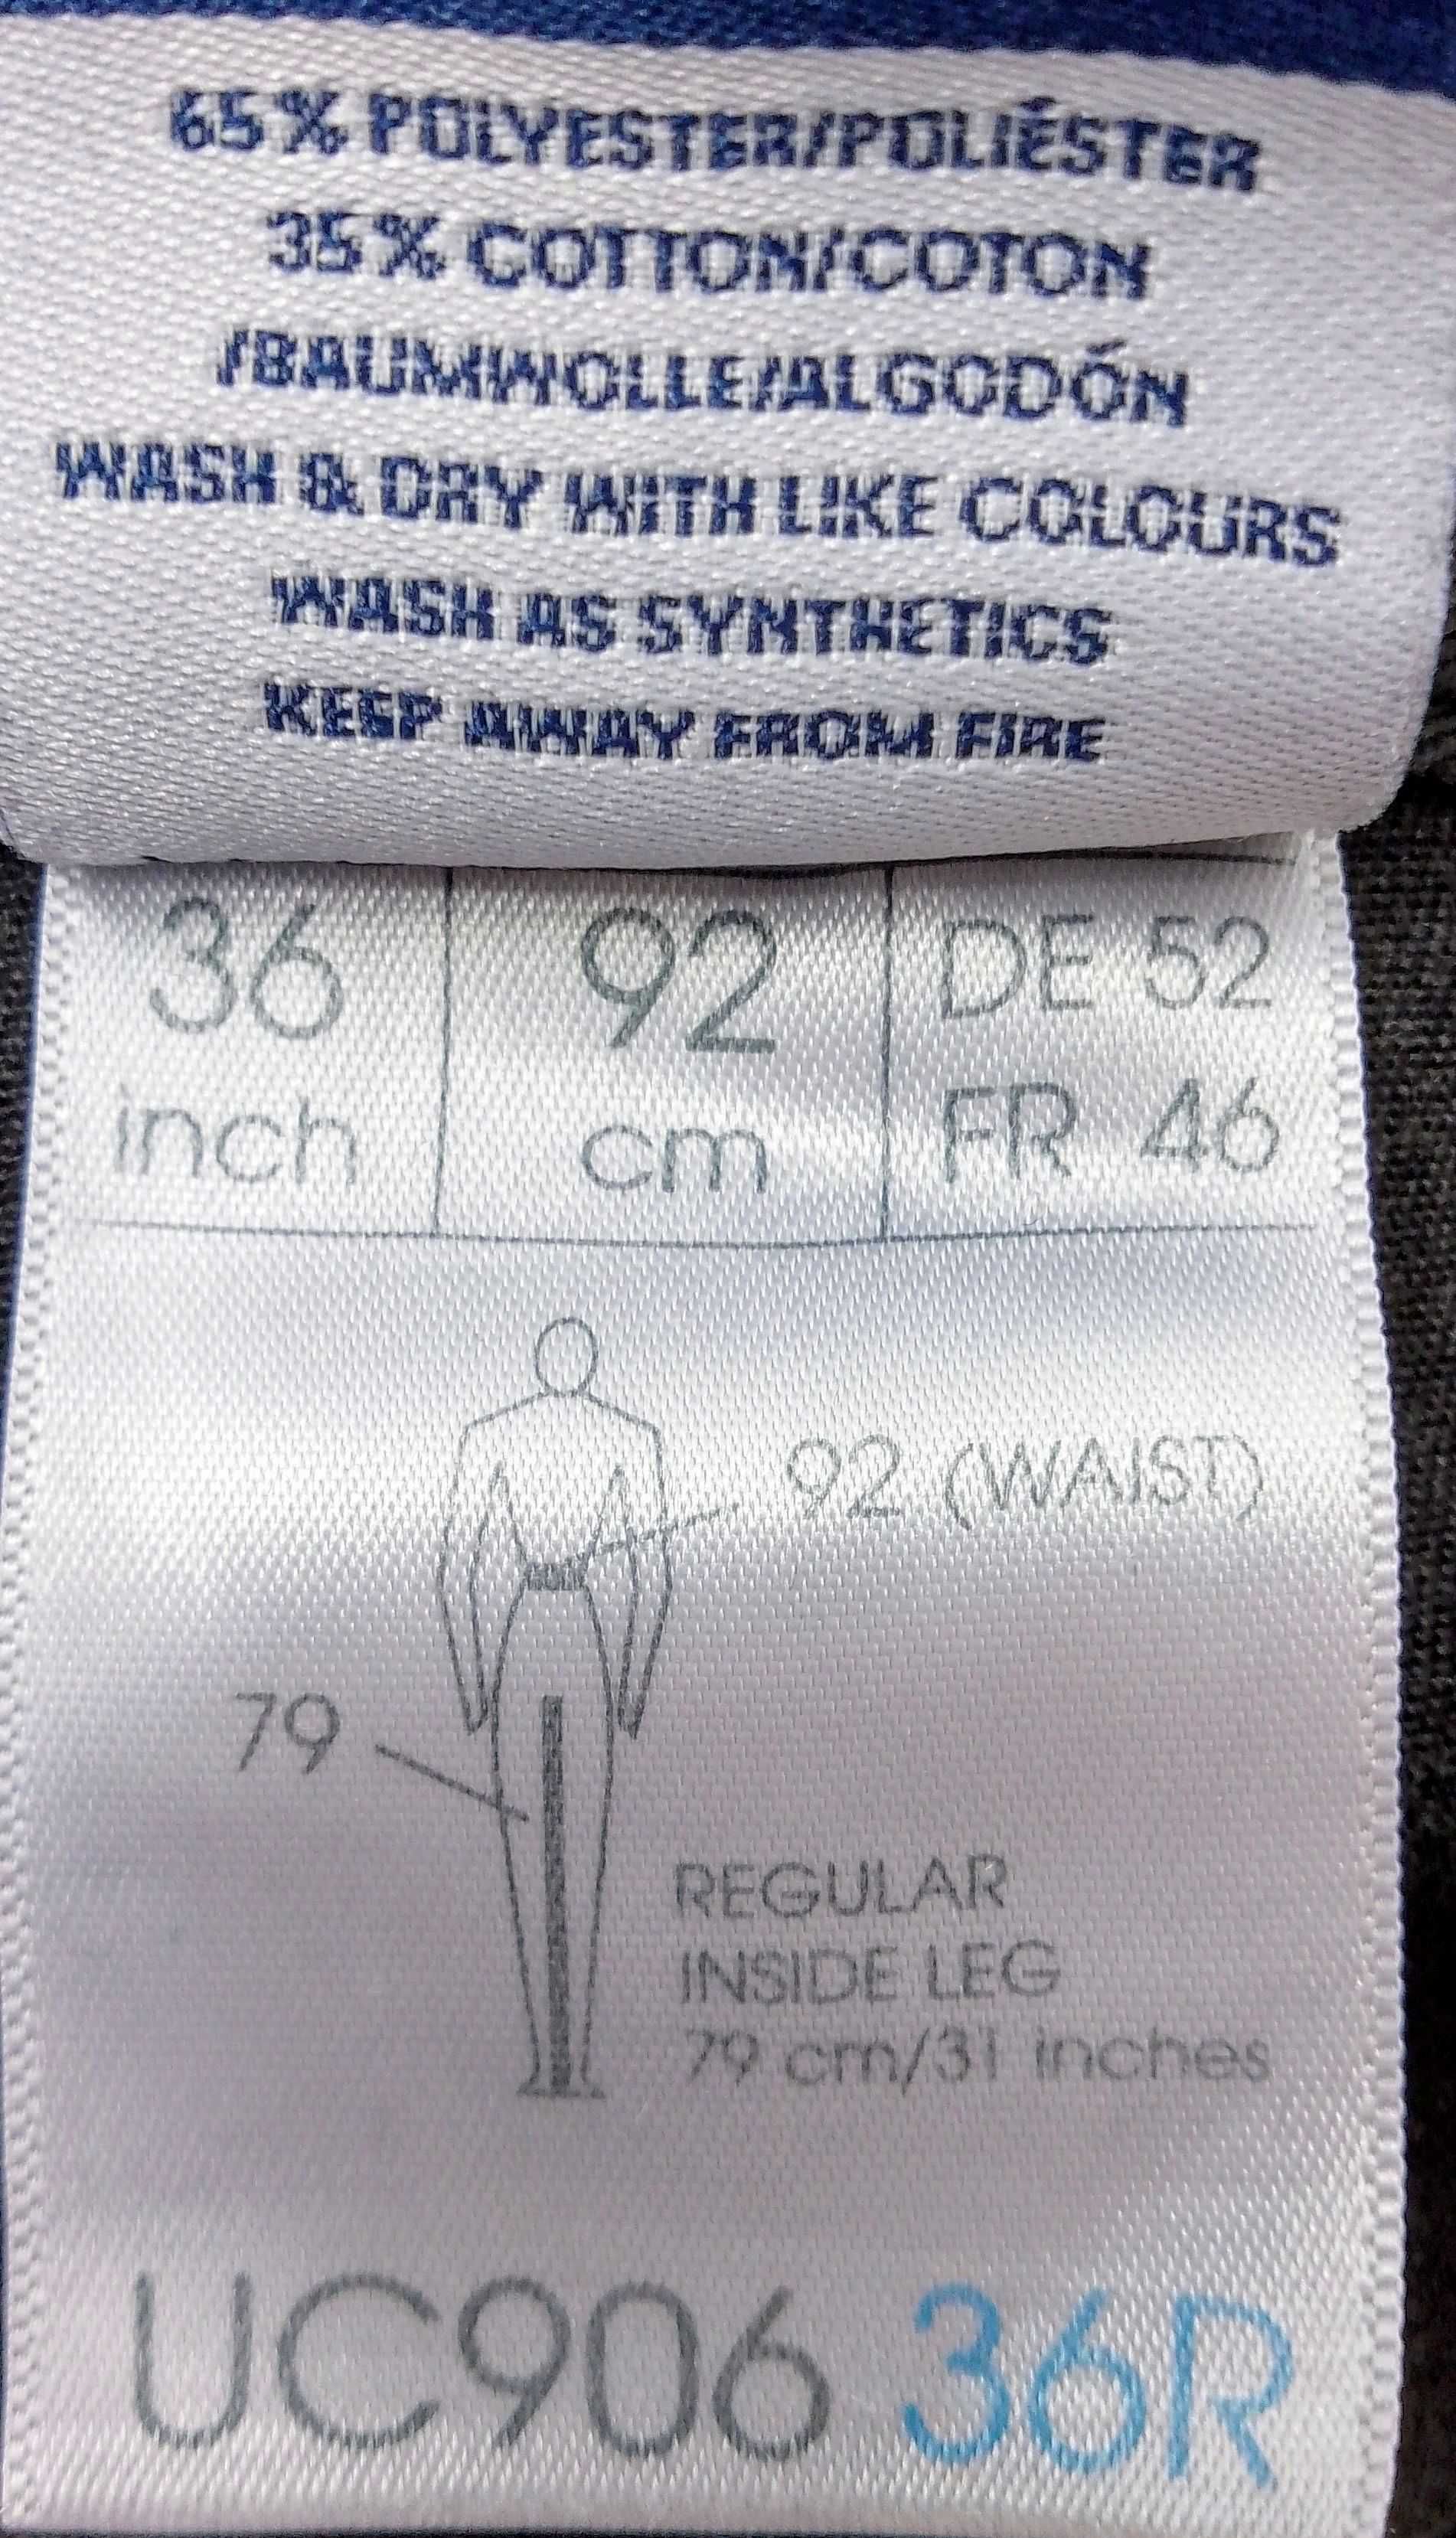 65% POLYESTER/POLIÉSTER
35% COTTON/COTON
/BAUMWOLLE/ALGODÓN
WASH & DRY WITH LIKE COLOURS
WASH AS SYNTHETICS
KEEP AWAY FROM FIRE
36 92 DE 52
inch cm FR 46
92 (WAIST)
79
REGULAR
INSIDE LEG
79 cm/31 inches
UC906 36R